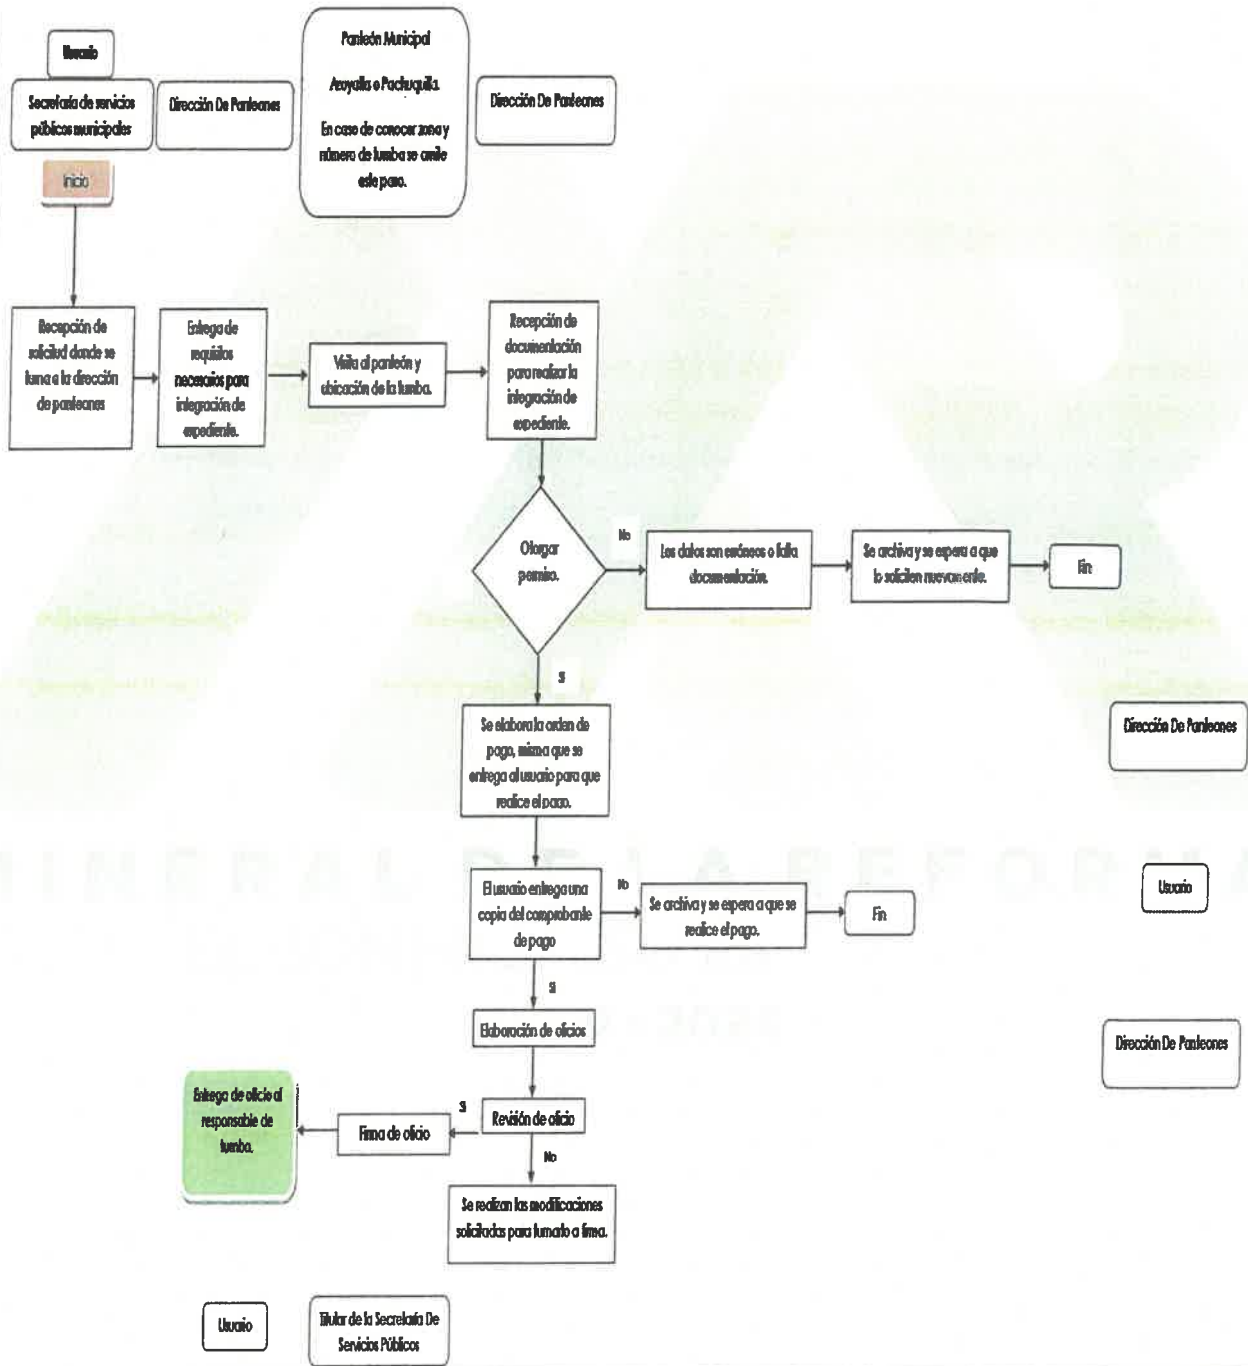 Usuario
Secretaría de servicios
públicos municipales
Dirección De Panteones
Panteón Municipal
Azoyatla o Pachuquilla.
En caso de conocer zona y
número de tumba se omite
este paso.
Dirección De Panteones
Inicio
Recepción de
solicitud donde se
turna a la dirección
de panteones
Entrega de
requisitos
necesarios para
integración de
expediente.
Visita al panteón y
ubicación de la tumba.
Recepción de
documentación
para realizar la
integración de
expediente.
Otorgar
permiso.
No
Los datos son erróneos o falta
documentación.
Se archiva y se espera a que
lo soliciten nuevamente.
Fin
Si
Se elabora la orden de
pago, misma que se
entrega al usuario para que
realice el pago.
Dirección De Panteones
MINERAL DE LA REFORMA
El usuario entrega una
copia del comprobante
de pago
No
Se archiva y se espera a que se
realice el pago.
Fin
Usuario
Si
Elaboración de oficios
Dirección De Panteones
Entrega de oficio al
responsable de
tumba.
Firma de oficio
Si
Revisión de oficio
No
Se realizan las modificaciones
solicitadas para turnarlo a firma.
Usuario
Titular de la Secretaría De
Servicios Públicos